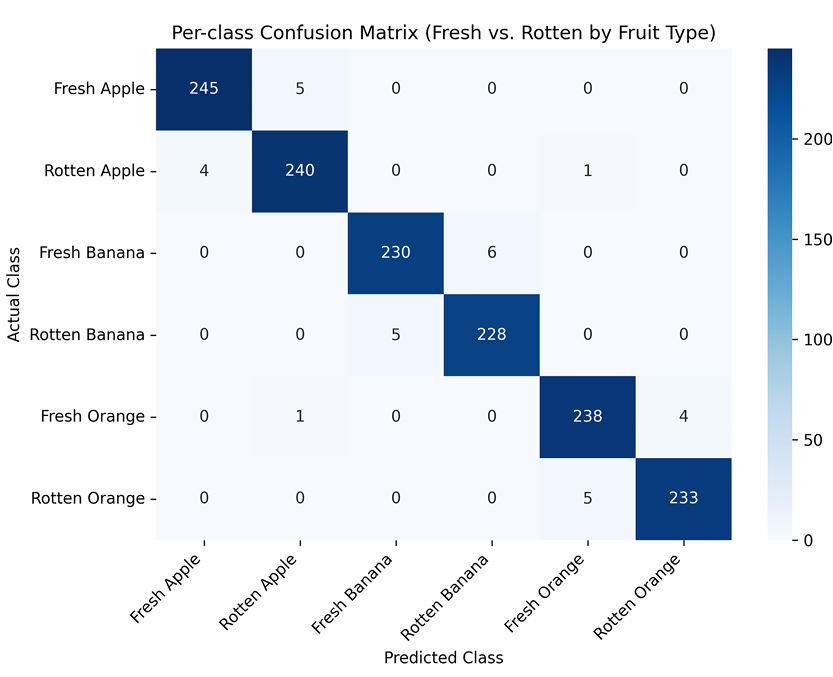 Per-class Confusion Matrix (Fresh vs. Rotten by Fruit Type)
Actual Class
Fresh Apple 245 5 0 0 0 0
Rotten Apple 4 240 0 0 1 0
Fresh Banana 0 0 230 6 0 0
Rotten Banana 0 0 5 228 0 0
Fresh Orange 0 1 0 0 238 4
Rotten Orange 0 0 0 0 5 233
Fresh Apple
Rotten Apple
Fresh Banana
Rotten Banana
Fresh Orange
Rotten Orange
Predicted Class
200
150
100
50
0